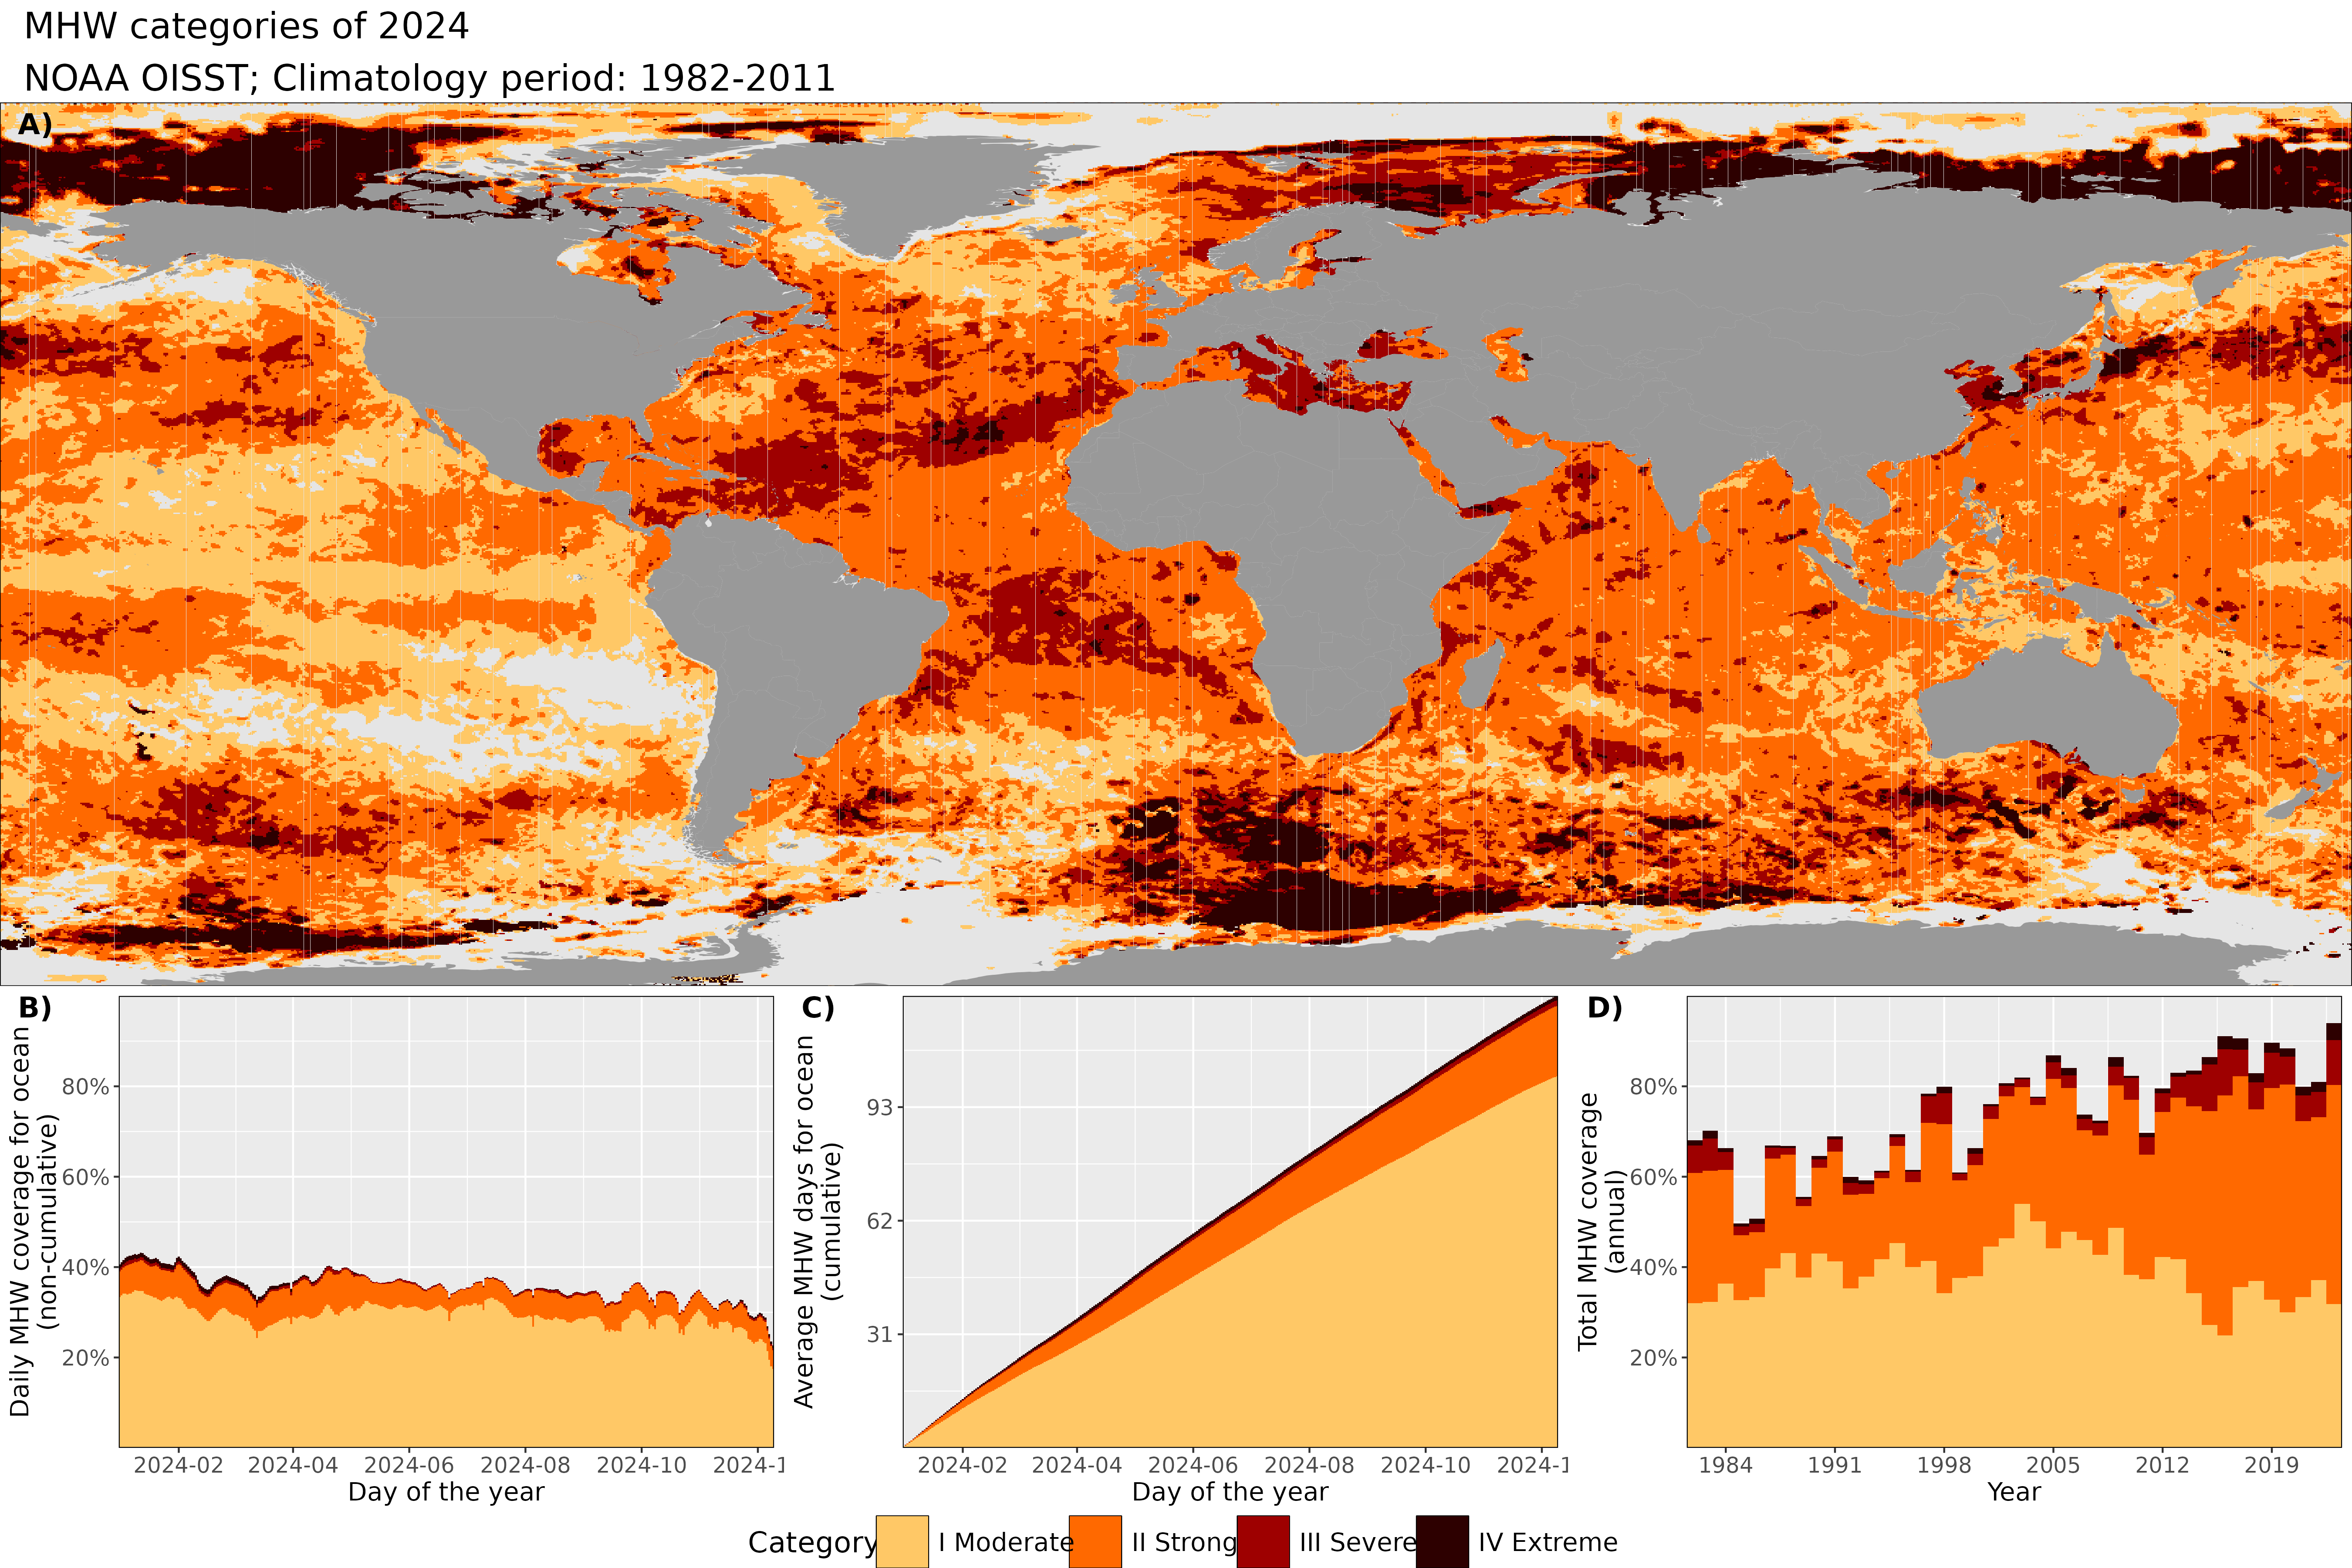 MHW categories of 2024
NOAA OISST; Climatology period: 1982-2011
A)
B)
Daily MHW coverage for ocean
(non-cumulative)
80%
60%
40%
20%
2024-02 2024-04 2024-06 2024-08 2024-10 2024-1
Day of the year
C)
Average MHW days for ocean
(cumulative)
93
62
31
2024-02 2024-04 2024-06 2024-08 2024-10 2024-1
Day of the year
D)
Total MHW coverage
(annual)
80%
60%
40%
20%
1984 1991 1998 2005 2012 2019
Year
Category I Moderate II Strong III Severe IV Extreme